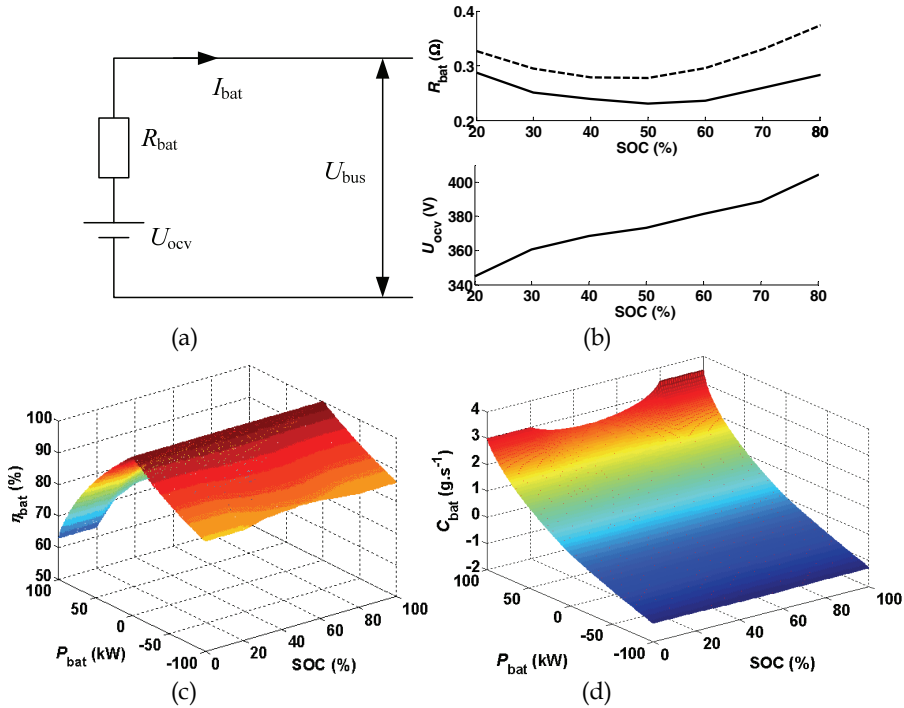 I_bat
R_bat
U_bus
U_ocv
(a)
R_bat (Ω)
0.4
0.3
0.2
20 30 40 50 60 70 80
SOC (%)
U_ocv (V)
400
380
360
340
20 30 40 50 60 70 80
SOC (%)
(b)
η_bat (%)
100
90
80
70
60
50
100
50
0
-50
-100
P_bat (kW)
0 20 40 60 80 100
SOC (%)
(c)
C_bat (g.s⁻¹)
4
3
2
1
0
-1
-2
100
50
0
-50
-100
P_bat (kW)
0 20 40 60 80 100
SOC (%)
(d)